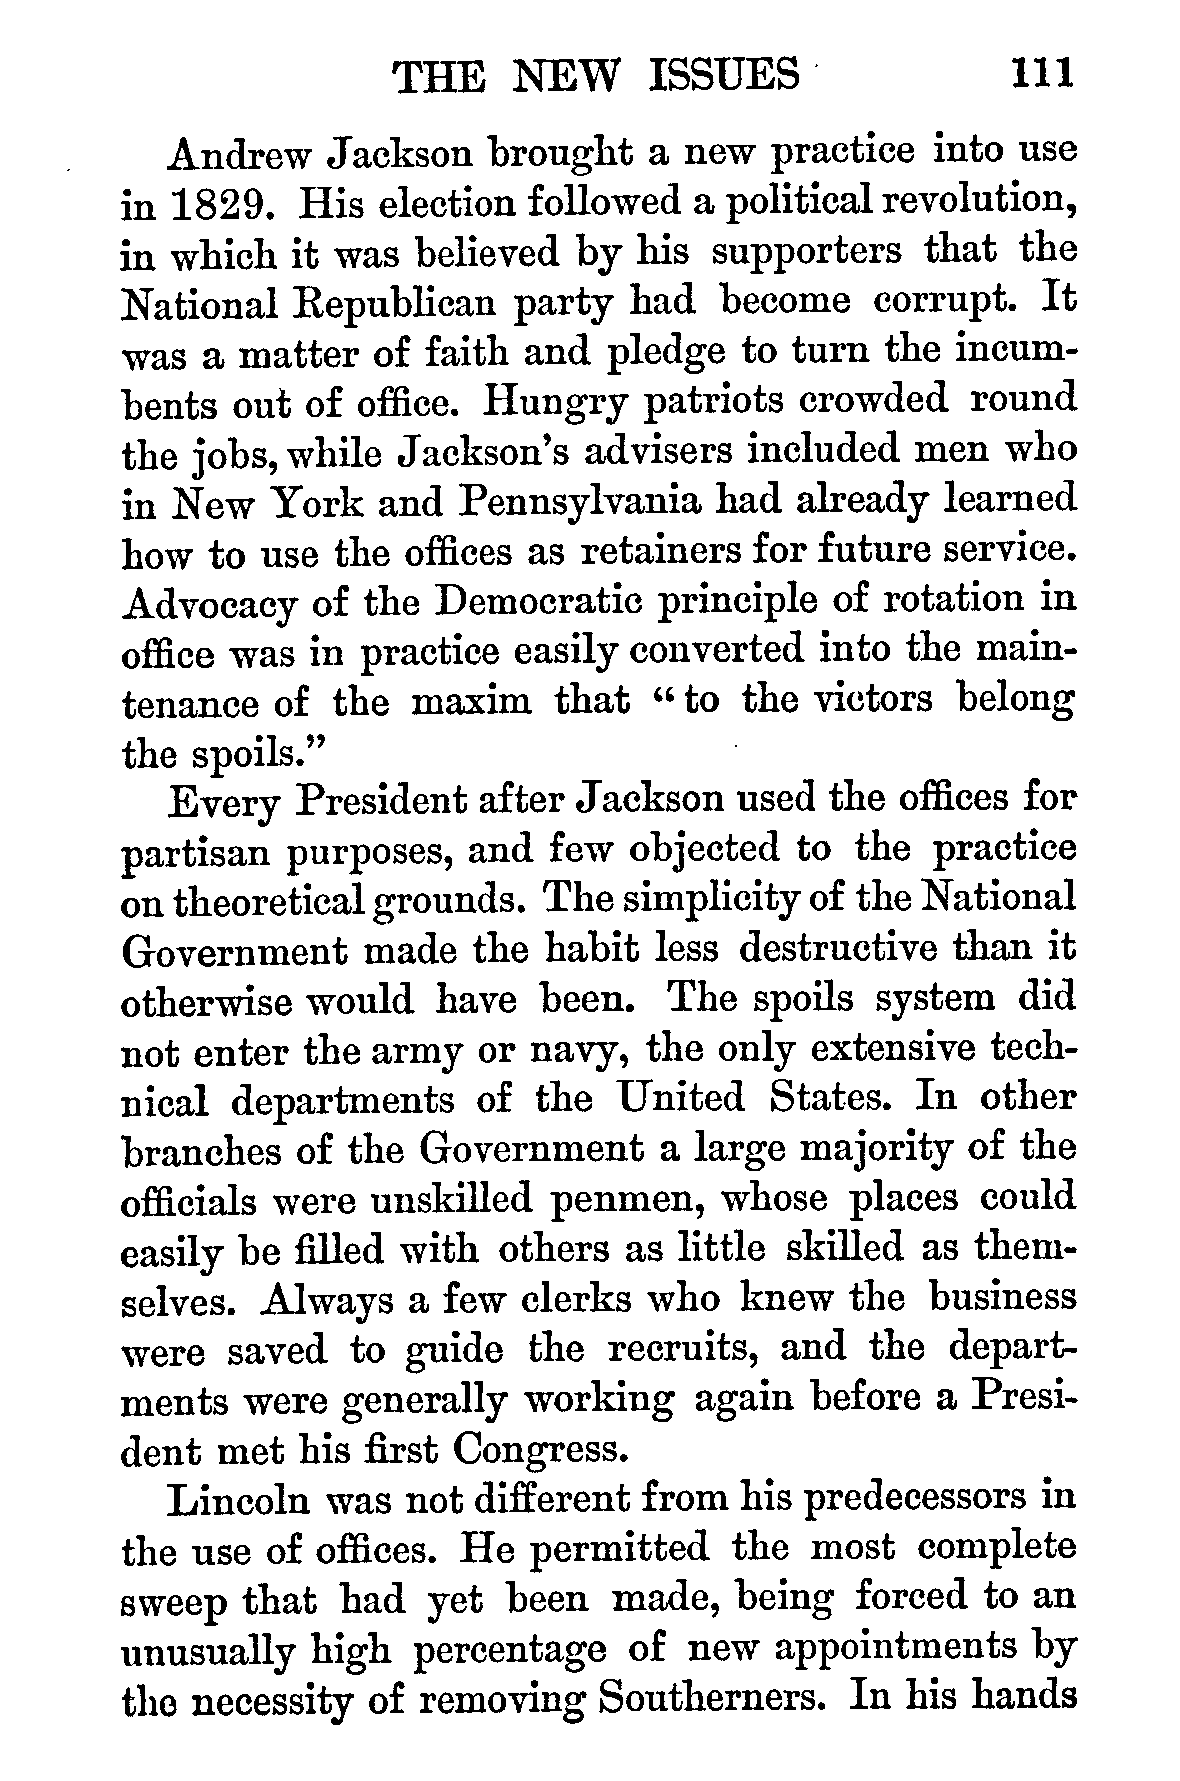 THE NEW ISSUES 111
Andrew Jackson brought a new practice into use
in 1829. His election followed a political revolution,
in which it was believed by his supporters that the
National Republican party had become corrupt. It
was a matter of faith and pledge to turn the incum-
bents out of office. Hungry patriots crowded round
the jobs, while Jackson's advisers included men who
in New York and Pennsylvania had already learned
how to use the offices as retainers for future service.
Advocacy of the Democratic principle of rotation in
office was in practice easily converted into the main-
tenance of the maxim that “to the victors belong
the spoils.”
Every President after Jackson used the offices for
partisan purposes, and few objected to the practice
on theoretical grounds. The simplicity of the National
Government made the habit less destructive than it
otherwise would have been. The spoils system did
not enter the army or navy, the only extensive tech-
nical departments of the United States. In other
branches of the Government a large majority of the
officials were unskilled penmen, whose places could
easily be filled with others as little skilled as them-
selves. Always a few clerks who knew the business
were saved to guide the recruits, and the depart-
ments were generally working again before a Presi-
dent met his first Congress.
Lincoln was not different from his predecessors in
the use of offices. He permitted the most complete
sweep that had yet been made, being forced to an
unusually high percentage of new appointments by
the necessity of removing Southerners. In his hands